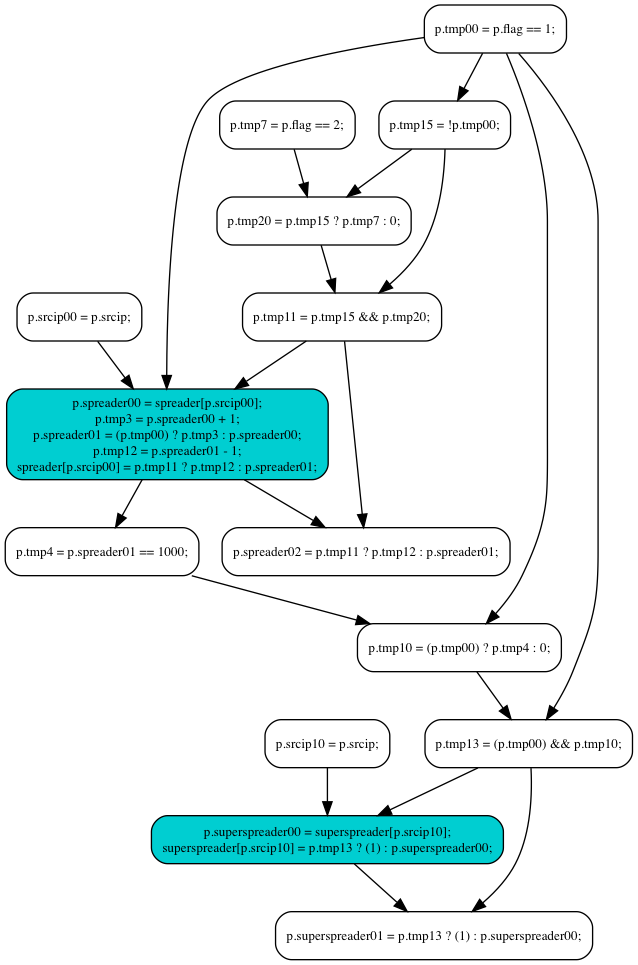 p.tmp00 = p.flag == 1;
p.tmp7 = p.flag == 2;
p.tmp15 = !p.tmp00;
p.tmp20 = p.tmp15 ? p.tmp7 : 0;
p.srcip00 = p.srcip;
p.tmp11 = p.tmp15 && p.tmp20;
p.spreader00 = spreader[p.srcip00];
p.tmp3 = p.spreader00 + 1;
p.spreader01 = (p.tmp00) ? p.tmp3 : p.spreader00;
p.tmp12 = p.spreader01 - 1;
spreader[p.srcip00] = p.tmp11 ? p.tmp12 : p.spreader01;
p.tmp4 = p.spreader01 == 1000;
p.spreader02 = p.tmp11 ? p.tmp12 : p.spreader01;
p.tmp10 = (p.tmp00) ? p.tmp4 : 0;
p.srcip10 = p.srcip;
p.tmp13 = (p.tmp00) && p.tmp10;
p.superspreader00 = superspreader[p.srcip10];
superspreader[p.srcip10] = p.tmp13 ? (1) : p.superspreader00;
p.superspreader01 = p.tmp13 ? (1) : p.superspreader00;